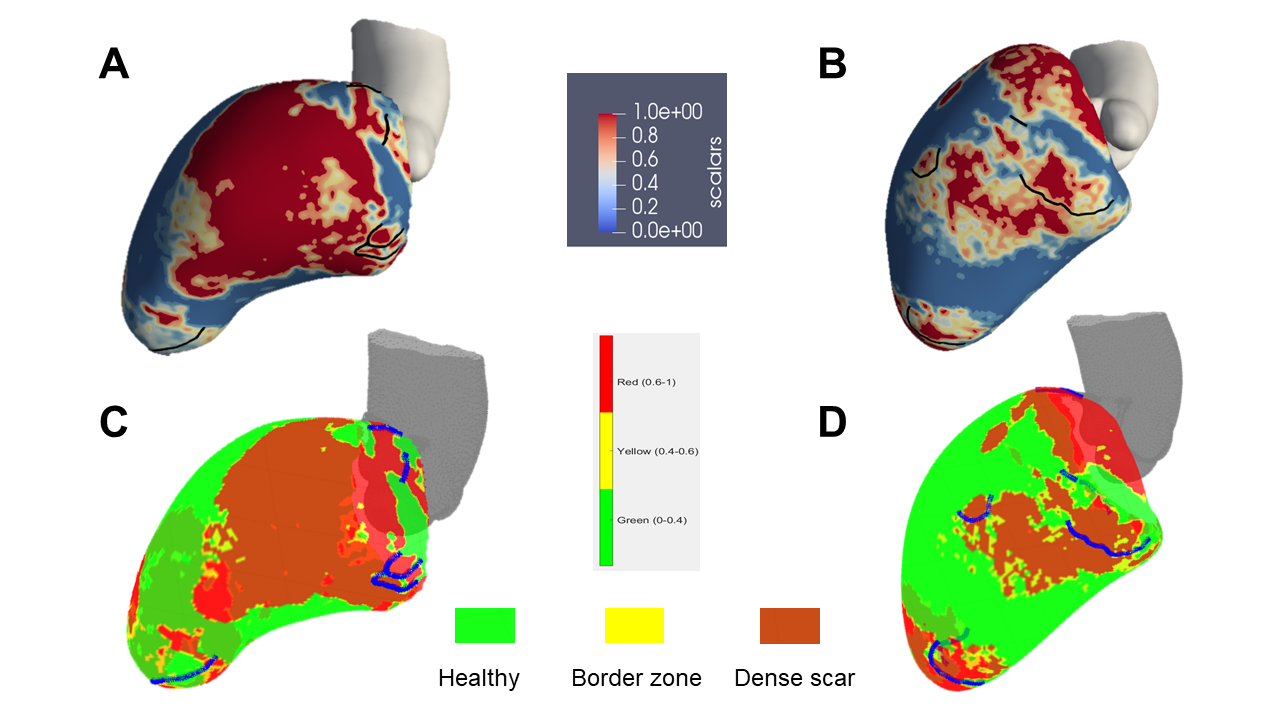 A
B
1.0e+00
0.8
0.6
0.4
0.2
0.0e+00
scalars
C
D
Red (0.6-1)
Yellow (0.4-0.6)
Green (0-0.4)
Healthy
Border zone
Dense scar